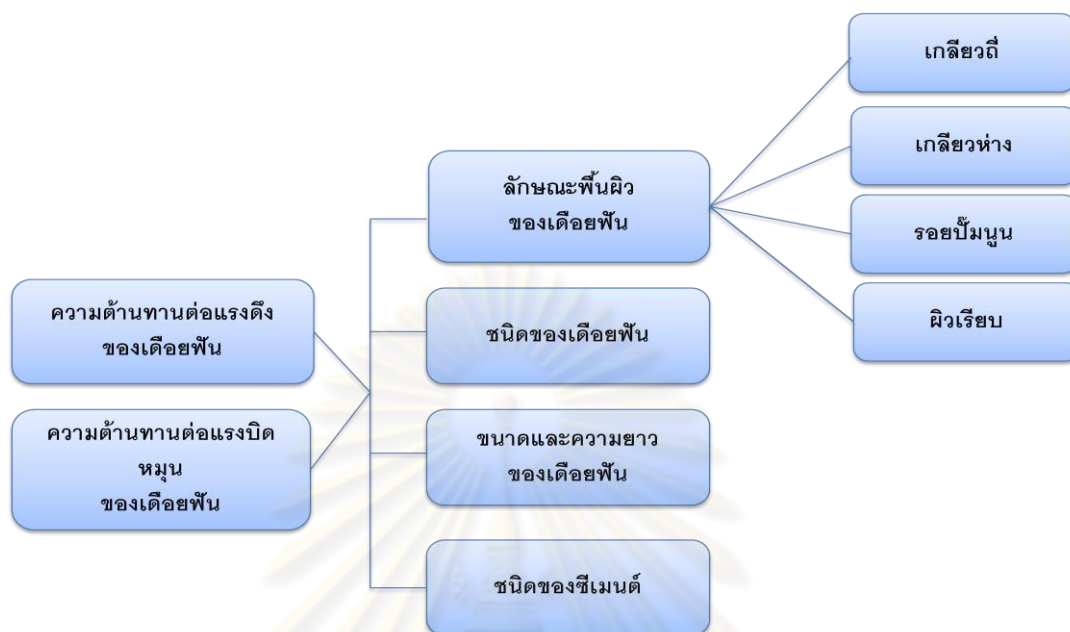 ความต้านทานต่อแรงดึง
ของเดือยฟัน
ความต้านทานต่อแรงบิด
หมุน
ของเดือยฟัน
ลักษณะพื้นผิว
ของเดือยฟัน
ชนิดของเดือยฟัน
ขนาดและความยาว
ของเดือยฟัน
ชนิดของซีเมนต์
เกลียวถี่
เกลียวห่าง
รอยปั๊มนูน
ผิวเรียบ